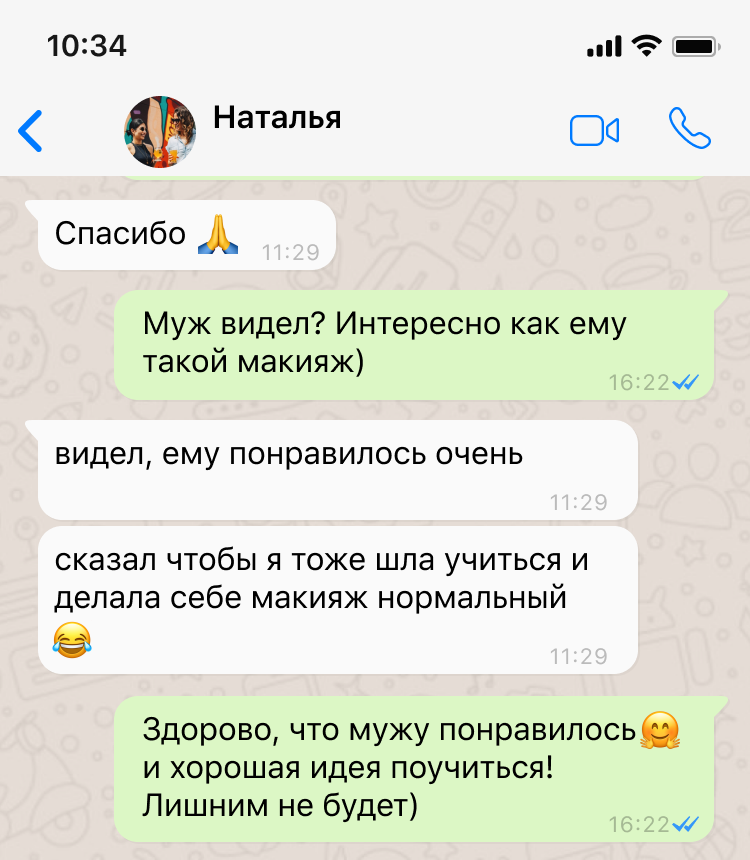 10:34
Наталья
Спасибо 🙏
11:29
Муж видел? Интересно как ему
такой макияж)
16:22
видел, ему понравилось очень
11:29
сказал чтобы я тоже шла учиться и
делала себе макияж нормальный
😂
11:29
Здорово, что мужу понравилось🤗
и хорошая идея поучиться!
Лишним не будет)
16:22